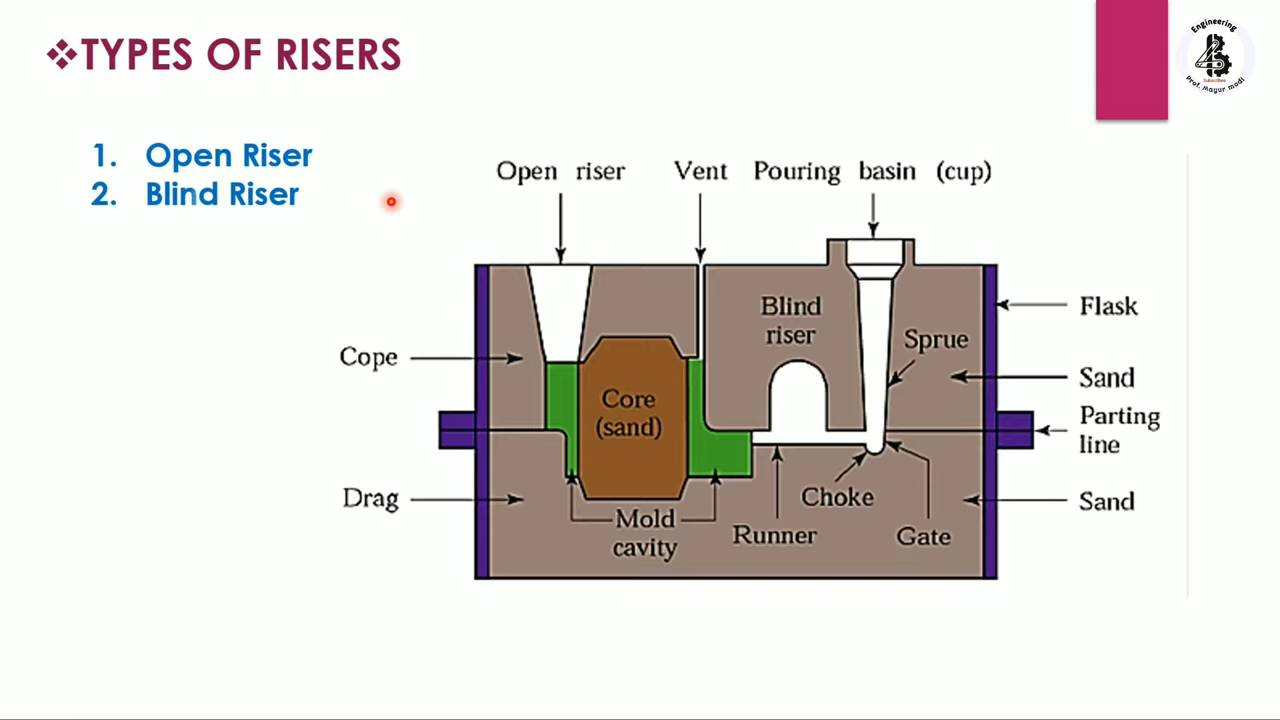 ❖TYPES OF RISERS
Engineering
Subscribes
Prof. Mayur modi
1. Open Riser
2. Blind Riser
Open riser
Vent
Pouring basin (cup)
Blind
riser
Flask
Sprue
Cope
Sand
Core
(sand)
Parting
line
Drag
Choke
Sand
Mold
cavity
Runner
Gate